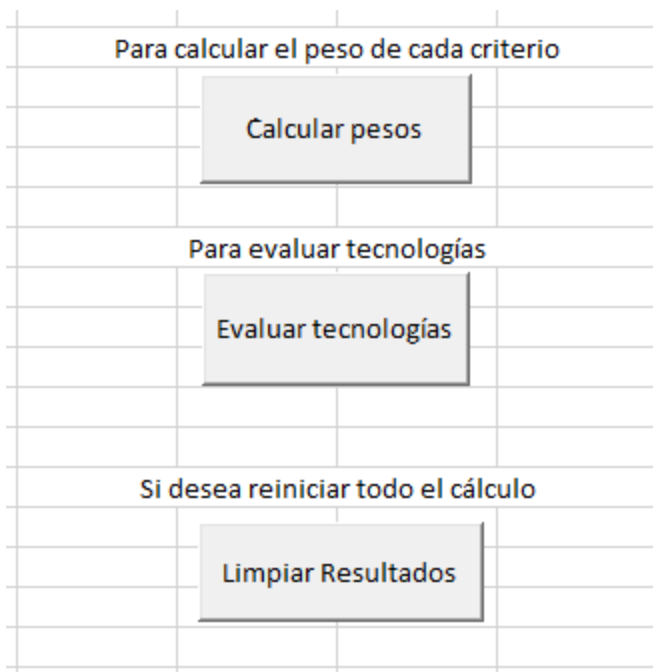 Para calcular el peso de cada criterio
Calcular pesos
Para evaluar tecnologías
Evaluar tecnologías
Si desea reiniciar todo el cálculo
Limpiar Resultados